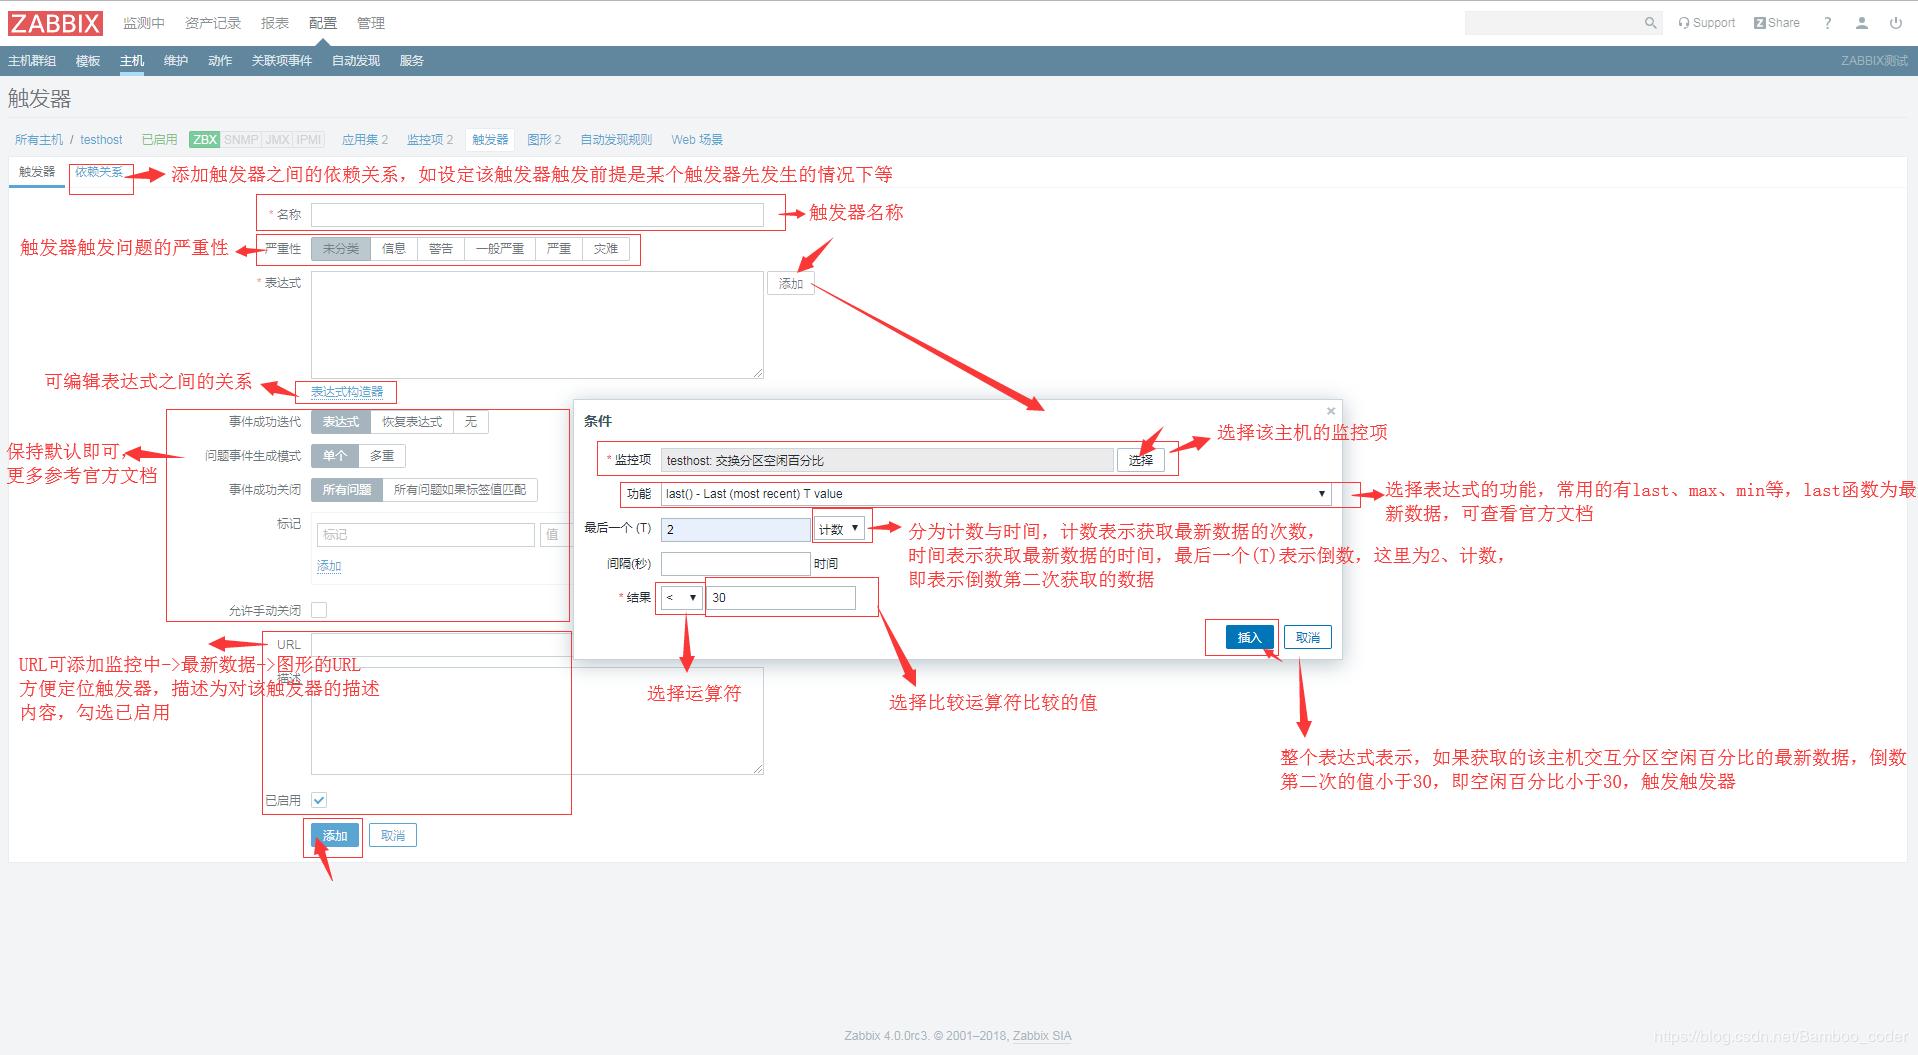 ZABBIX 监测中 资产记录 报表 配置 管理 Support Z Share ?
主机群组 模板 主机 维护 动作 关联项事件 自动发现 服务 ZABBIX测试
触发器
所有主机 / testhost 已启用 ZBX SNMP JMX IPMI 应用集 2 监控项 2 触发器 图形 2 自动发现规则 Web 场景
触发器 依赖关系 添加触发器之间的依赖关系，如设定该触发器触发前提是某个触发器先发生的情况下等
* 名称 触发器名称
触发器触发问题的严重性 严重性 未分类 信息 警告 一般严重 严重 灾难
* 表达式 添加
可编辑表达式之间的关系 表达式构造器
事件成功迭代 表达式 恢复表达式 无
保持默认即可，
更多参考官方文档
问题事件生成模式 单个 多重
事件成功关闭 所有问题 所有问题如果标签值匹配
标记 标记 值
添加
允许手动关闭
URL
URL可添加监控中->最新数据->图形的URL
方便定位触发器，描述为对该触发器的描述
内容，勾选已启用
描述
已启用
添加 取消
条件 ×
* 监控项 testhost: 交换分区空闲百分比 选择 选择该主机的监控项
功能 last() - Last (most recent) T value
选择表达式的功能，常用的有last、max、min等，last函数为最
新数据，可查看官方文档
最后一个 (T) 2 计数
分为计数与时间，计数表示获取最新数据的次数，
时间表示获取最新数据的时间，最后一个(T)表示倒数，这里为2、计数，
即表示倒数第二次获取的数据
间隔(秒) 时间
* 结果 < 30
插入 取消
选择运算符
选择比较运算符比较的值
整个表达式表示，如果获取的该主机交互分区空闲百分比的最新数据，倒数
第二次的值小于30，即空闲百分比小于30，触发触发器
Zabbix 4.0.0rc3. © 2001–2018, Zabbix SIA
https://blog.csdn.net/Bamboo_coder